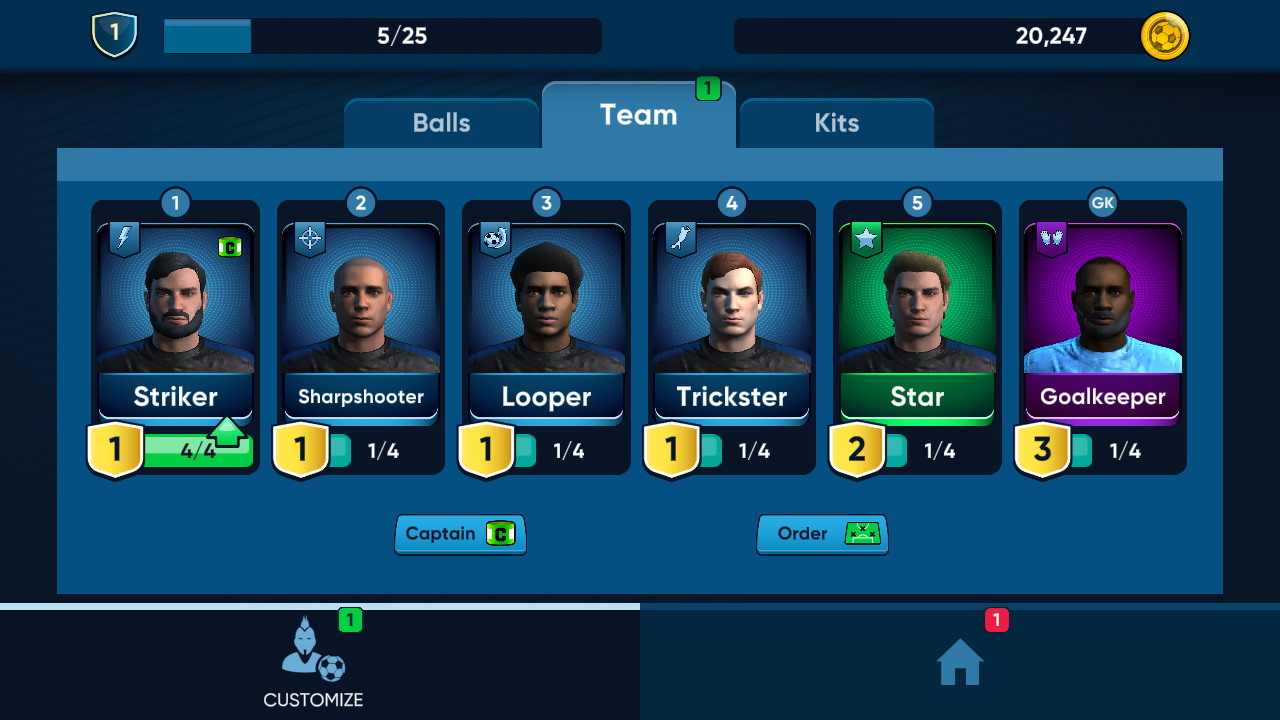 1
5/25
20,247
Balls
Team
1
Kits
1
2
3
4
5
GK
C
Striker
Sharpshooter
Looper
Trickster
Star
Goalkeeper
1
4/4
1
1/4
1
1/4
1
1/4
2
1/4
3
1/4
Captain
C
Order
1
1
CUSTOMIZE